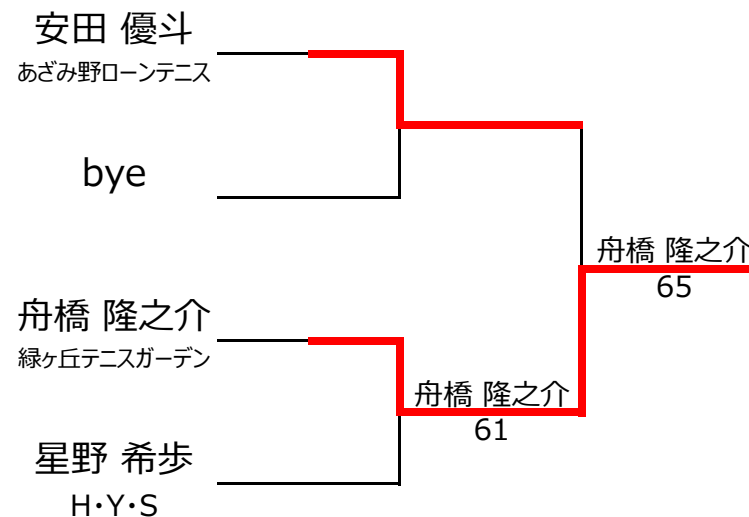 安田 優斗
あざみ野ローンテニス
bye
舟橋 隆之介
65
舟橋 隆之介
緑ヶ丘テニスガーデン
舟橋 隆之介
61
星野 希歩
H・Y・S